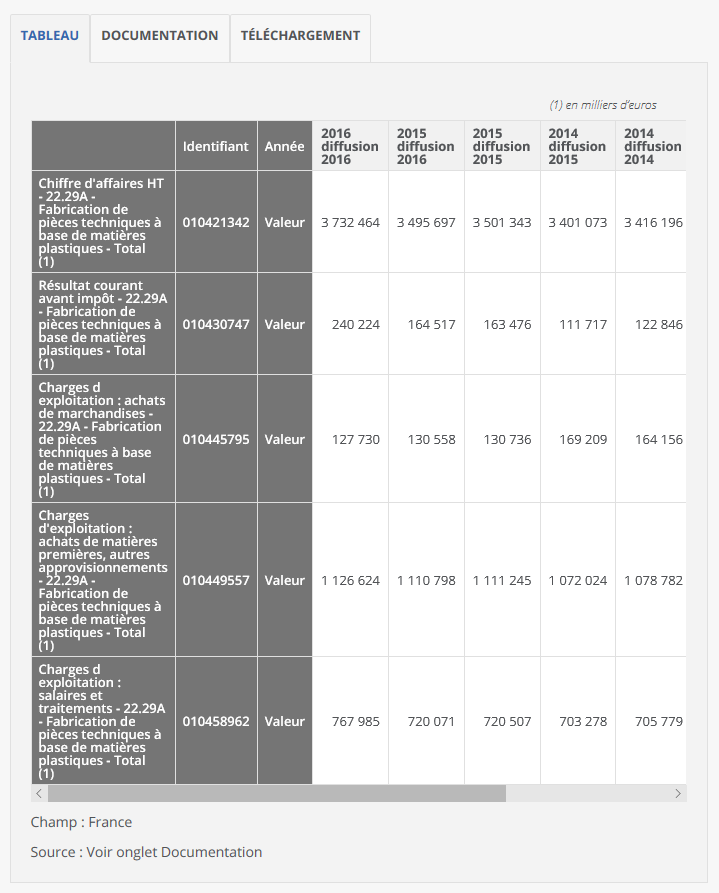 TABLEAU DOCUMENTATION TÉLÉCHARGEMENT
(1) en milliers d'euros
Identifiant Année
2016
diffusion
2016
2015
diffusion
2016
2015
diffusion
2015
2014
diffusion
2015
2014
diffusion
2014
Chiffre d'affaires HT
- 22.29A -
Fabrication de
pièces techniques à
base de matières
plastiques - Total
(1)
010421342 Valeur 3 732 464 3 495 697 3 501 343 3 401 073 3 416 196
Résultat courant
avant impôt - 22.29A
- Fabrication de
pièces techniques à
base de matières
plastiques - Total
(1)
010430747 Valeur 240 224 164 517 163 476 111 717 122 846
Charges d
exploitation : achats
de marchandises -
22.29A - Fabrication
de pièces
techniques à base
de matières
plastiques - Total
(1)
010445795 Valeur 127 730 130 558 130 736 169 209 164 156
Charges
d'exploitation :
achats de matières
premières, autres
approvisionnements
- 22.29A -
Fabrication de
pièces techniques à
base de matières
plastiques - Total
(1)
010449557 Valeur 1 126 624 1 110 798 1 111 245 1 072 024 1 078 782
Charges d
exploitation :
salaires et
traitements - 22.29A
- Fabrication de
pièces techniques à
base de matières
plastiques - Total
(1)
010458962 Valeur 767 985 720 071 720 507 703 278 705 779
Champ : France
Source : Voir onglet Documentation